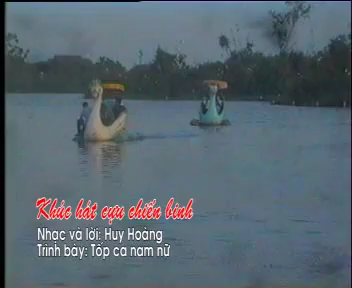 Khúc hát cựu chiến binh
Nhạc và lời: Huy Hoàng
Trình bày: Tốp ca nam nữ